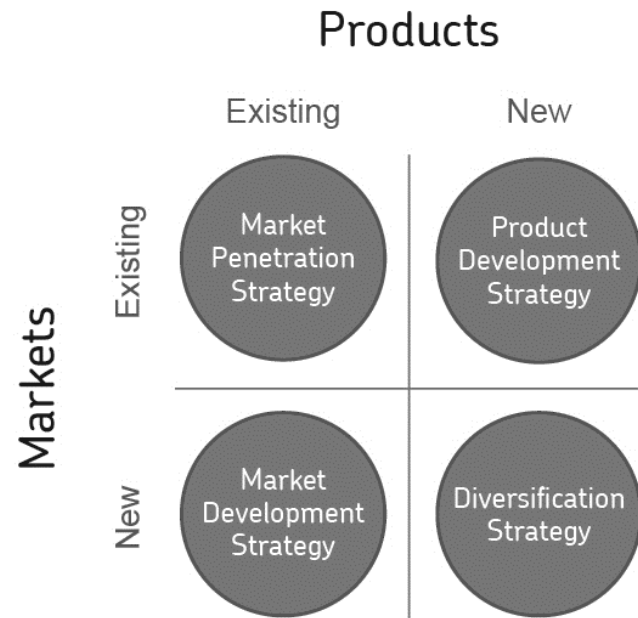 Products
Existing
New
Markets
Existing
Market
Penetration
Strategy
Product
Development
Strategy
New
Market
Development
Strategy
Diversification
Strategy